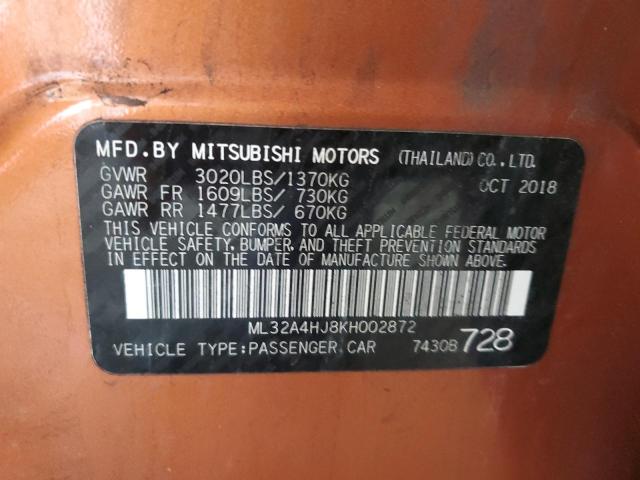 MFD.BY MITSUBISHI MOTORS (THAILAND) CO.,LTD.
GVWR 3020LBS/1370KG OCT 2018
GAWR FR 1609LBS/ 730KG
GAWR RR 1477LBS/ 670KG
THIS VEHICLE CONFORMS TO ALL APPLICABLE FEDERAL MOTOR
VEHICLE SAFETY, BUMPER, AND THEFT PREVENTION STANDARDS
IN EFFECT ON THE DATE OF MANUFACTURE SHOWN ABOVE.
ML32A4HJ8KH002872
VEHICLE TYPE:PASSENGER CAR 7430B 728